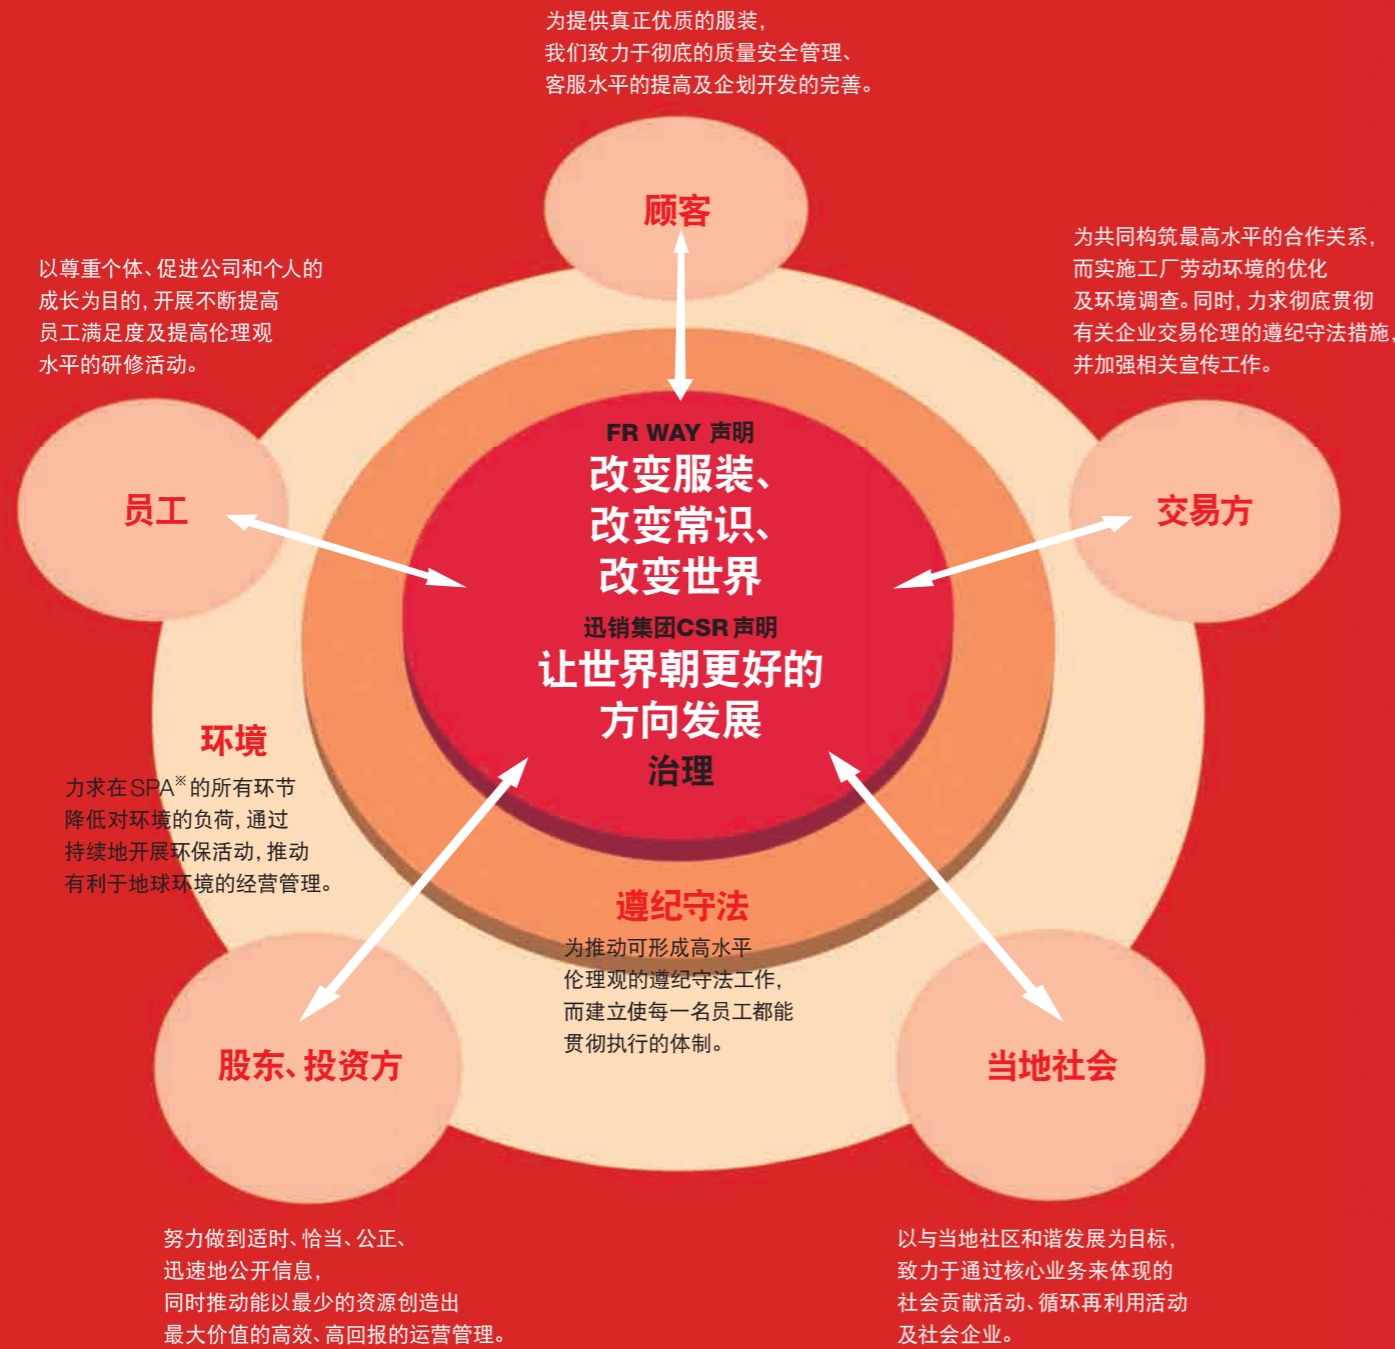 为提供真正优质的服装,
我们致力于彻底的质量安全管理、
客服水平的提高及企划开发的完善。
顾客
以尊重个体、促进公司和个人的
成长为目的, 开展不断提高
员工满足度及提高伦理观
水平的研修活动。
员工
为共同构筑最高水平的合作关系,
而实施工厂劳动环境的优化
及环境调查。同时, 力求彻底贯彻
有关企业交易伦理的遵纪守法措施,
并加强相关宣传工作。
交易方
FR WAY 声明
改变服装、
改变常识、
改变世界
迅销集团CSR声明
让世界朝更好的
方向发展
治理
环境
力求在SPA※的所有环节
降低对环境的负荷, 通过
持续地开展环保活动, 推动
有利于地球环境的经营管理。
遵纪守法
为推动可形成高水平
伦理观的遵纪守法工作,
而建立使每一名员工都能
贯彻执行的体制。
股东、投资方
努力做到适时、恰当、公正、
迅速地公开信息,
同时推动能以最少的资源创造出
最大价值的高效、高回报的运营管理。
当地社会
以与当地社区和谐发展为目标,
致力于通过核心业务来体现的
社会贡献活动、循环再利用活动
及社会企业。